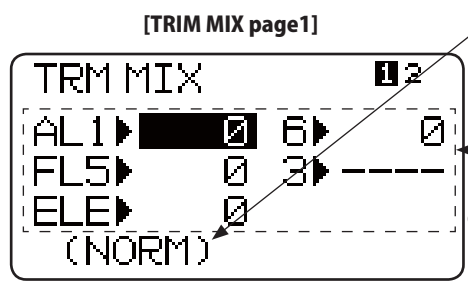 [TRIM MIX page1]
TRM MIX 1 2
AL1▶ 0 6▶ 0
FL5▶ 0 3▶ ----
ELE▶ 0
(NORM)